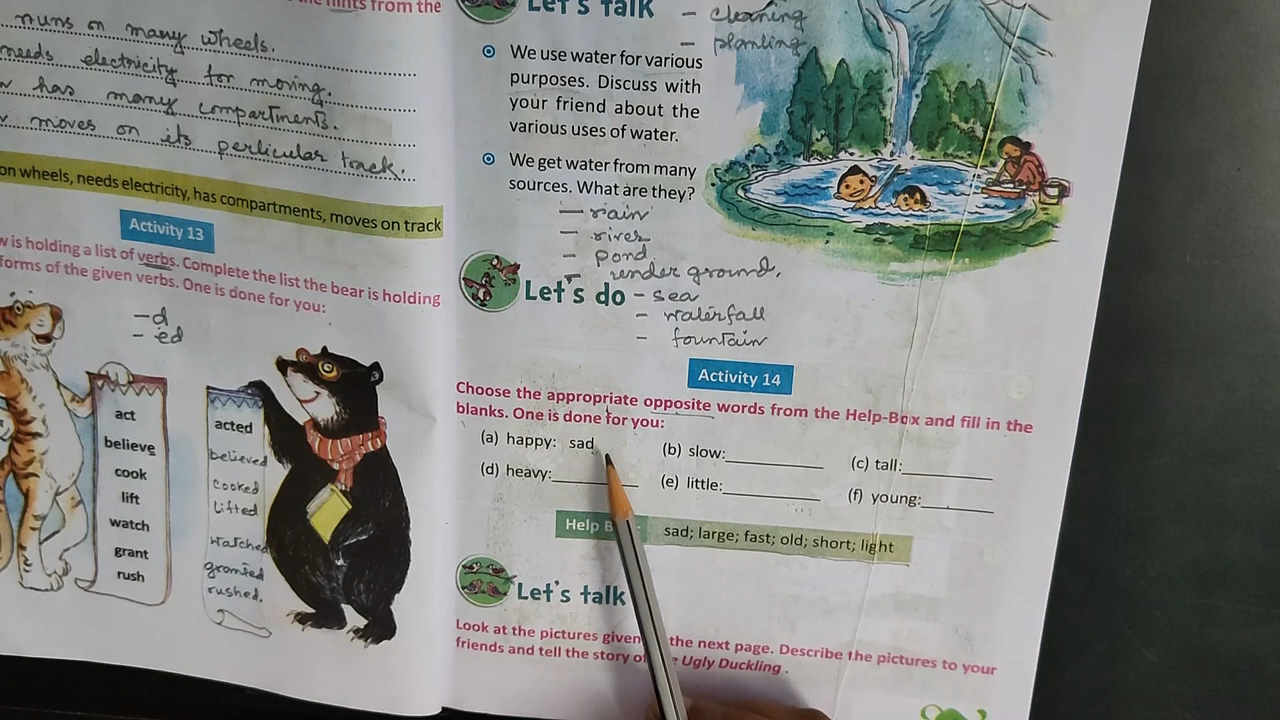 hints from the
runs on many wheels.
needs electricity for moving.
has many compartments.
moves on its perticular track.
on wheels, needs electricity, has compartments, moves on track
Activity 13
w is holding a list of verbs. Complete the list the bear is holding
forms of the given verbs. One is done for you:
-d
- ed
act
believe
cook
lift
watch
grant
rush
acted
believed
cooked
Lifted
watched
granted
rushed.
Let's talk
- cleaning
- planting
We use water for various
purposes. Discuss with
your friend about the
various uses of water.
We get water from many
sources. What are they?
- rain
- river
- pond
- under ground.
Let's do - sea
- waterfall
- fountain
Activity 14
Choose the appropriate opposite words from the Help-Box and fill in the
blanks. One is done for you:
(a) happy: sad (b) slow: (c) tall:
(d) heavy: (e) little: (f) young:
Help B sad; large; fast; old; short; light
Let's talk
Look at the pictures given the next page. Describe the pictures to your
friends and tell the story of Ugly Duckling .